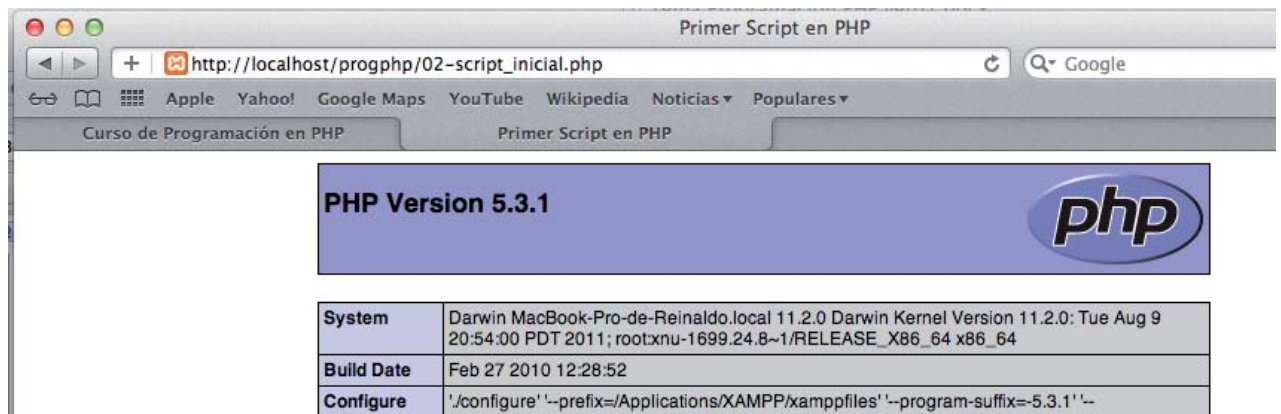 Primer Script en PHP
http://localhost/progphp/02-script_inicial.php
Google
Apple Yahoo! Google Maps YouTube Wikipedia Noticias Populares
Curso de Programación en PHP
Primer Script en PHP
PHP Version 5.3.1
php
System
Darwin MacBook-Pro-de-Reinaldo.local 11.2.0 Darwin Kernel Version 11.2.0: Tue Aug 9
20:54:00 PDT 2011; root:xnu-1699.24.8~1/RELEASE_X86_64 x86_64
Build Date
Feb 27 2010 12:28:52
Configure
'./configure' '--prefix=/Applications/XAMPP/xamppfiles' '--program-suffix=-5.3.1' '--